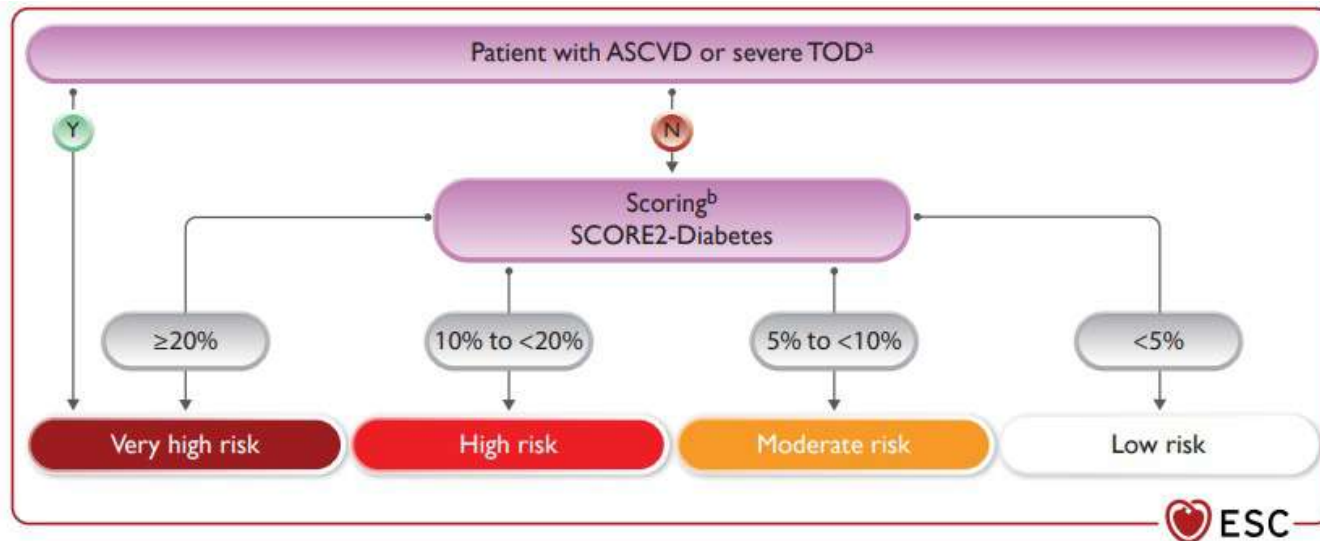 Patient with ASCVD or severe TODᵃ
Y
N
Scoringᵇ
SCORE2-Diabetes
≥20%
10% to <20%
5% to <10%
<5%
Very high risk
High risk
Moderate risk
Low risk
ESC